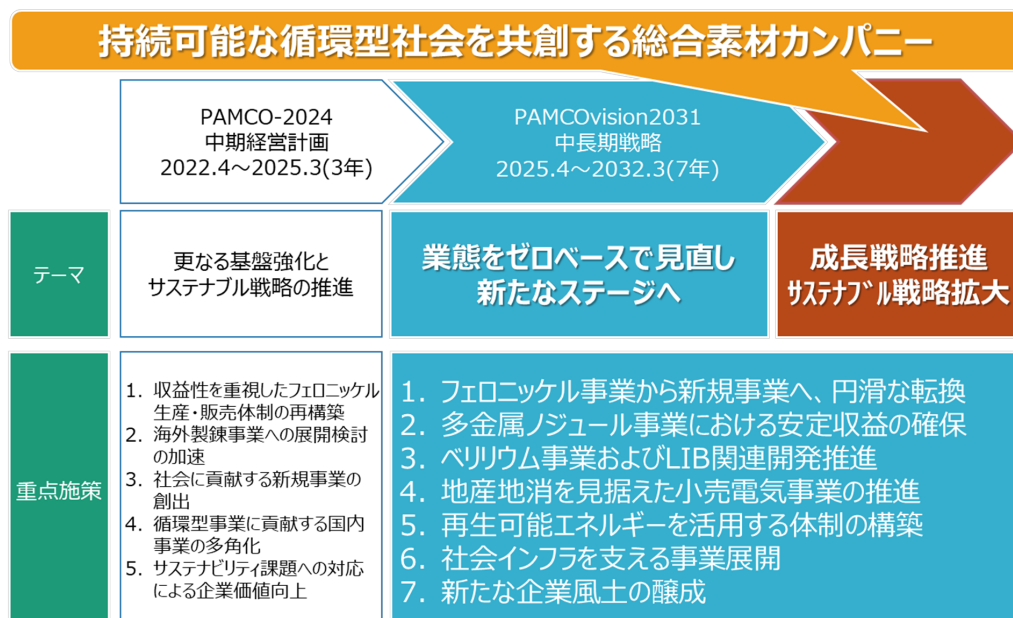 持続可能な循環型社会を共創する総合素材カンパニー
PAMCO-2024
中期経営計画
2022.4～2025.3(3年)
PAMCOvision2031
中長期戦略
2025.4～2032.3(7年)
テーマ
更なる基盤強化と
サステナブル戦略の推進
業態をゼロベースで見直し
新たなステージへ
成長戦略推進
ｻｽﾃﾅﾌﾞﾙ戦略拡大
重点施策
1. 収益性を重視したフェロニッケル
生産・販売体制の再構築
2. 海外製錬事業への展開検討
の加速
3. 社会に貢献する新規事業の
創出
4. 循環型事業に貢献する国内
事業の多角化
5. サステナビリティ課題への対応
による企業価値向上
1. フェロニッケル事業から新規事業へ、円滑な転換
2. 多金属ノジュール事業における安定収益の確保
3. ベリリウム事業およびLIB関連開発推進
4. 地産地消を見据えた小売電気事業の推進
5. 再生可能エネルギーを活用する体制の構築
6. 社会インフラを支える事業展開
7. 新たな企業風土の醸成